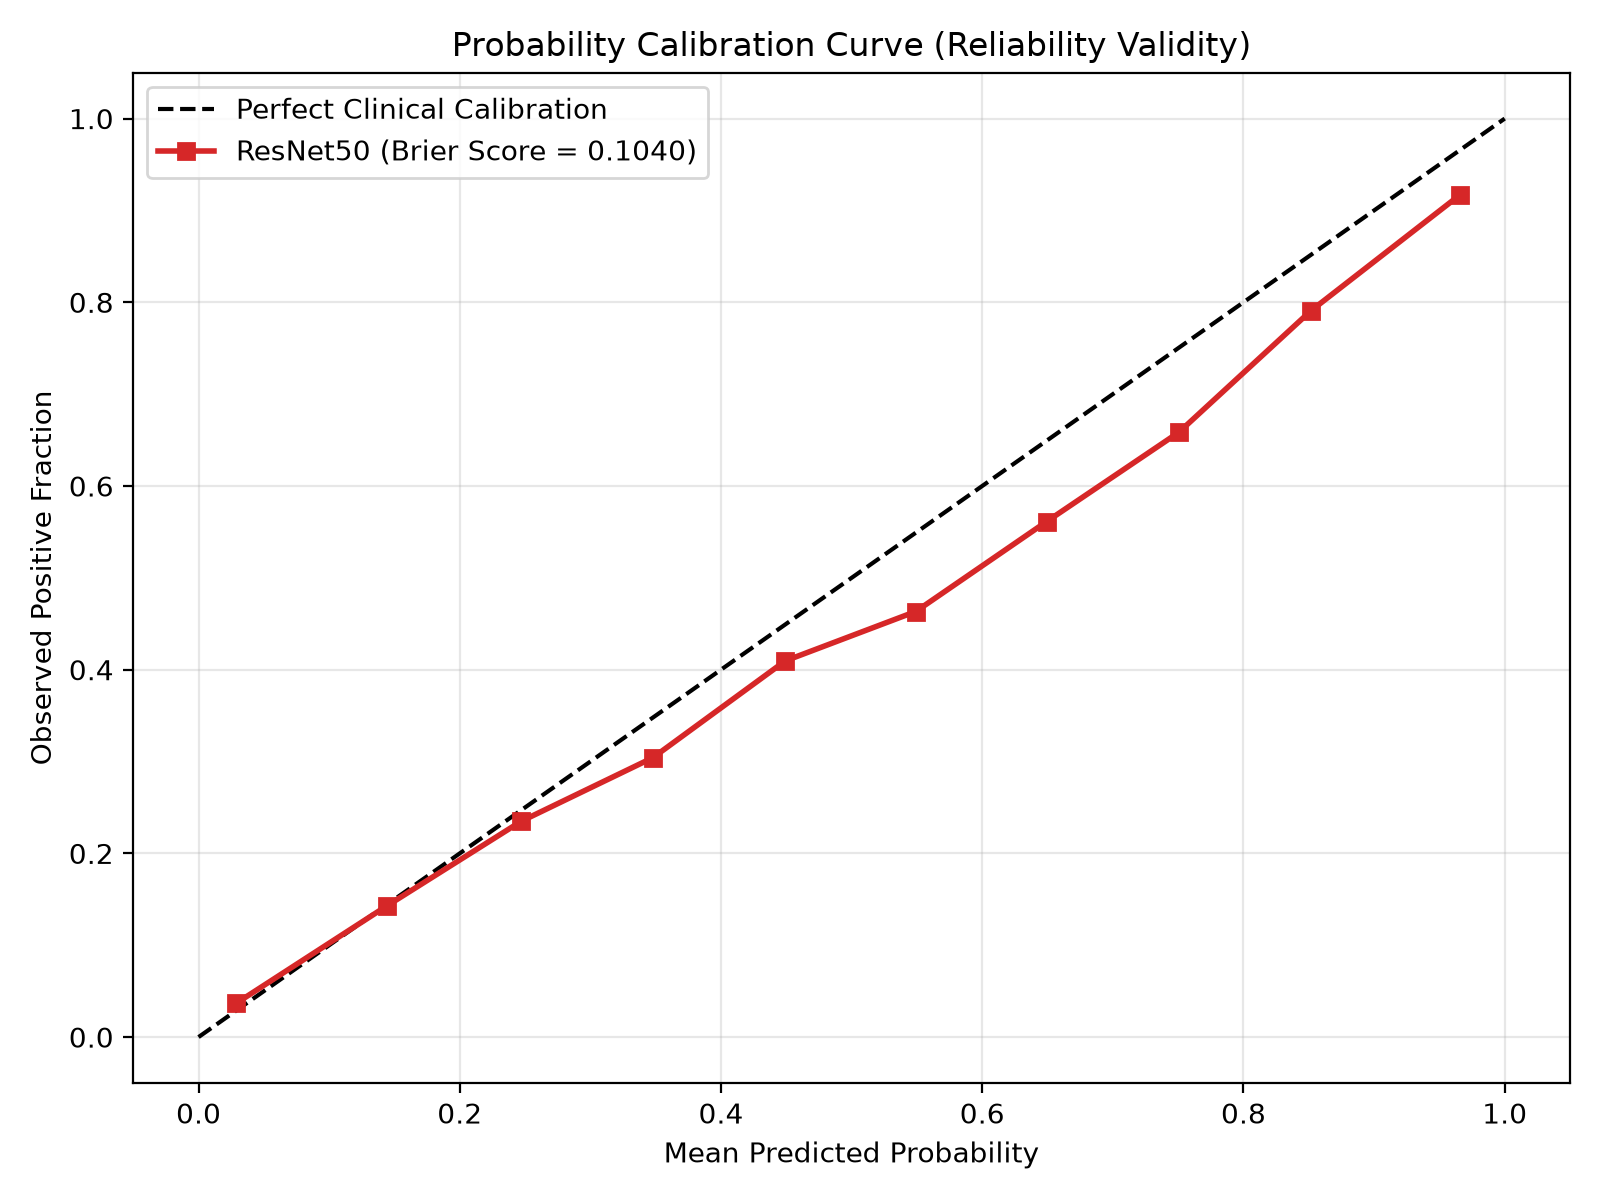 Probability Calibration Curve (Reliability Validity)
Perfect Clinical Calibration
ResNet50 (Brier Score = 0.1040)
1.0
0.8
0.6
0.4
0.2
0.0
Observed Positive Fraction
0.0 0.2 0.4 0.6 0.8 1.0
Mean Predicted Probability